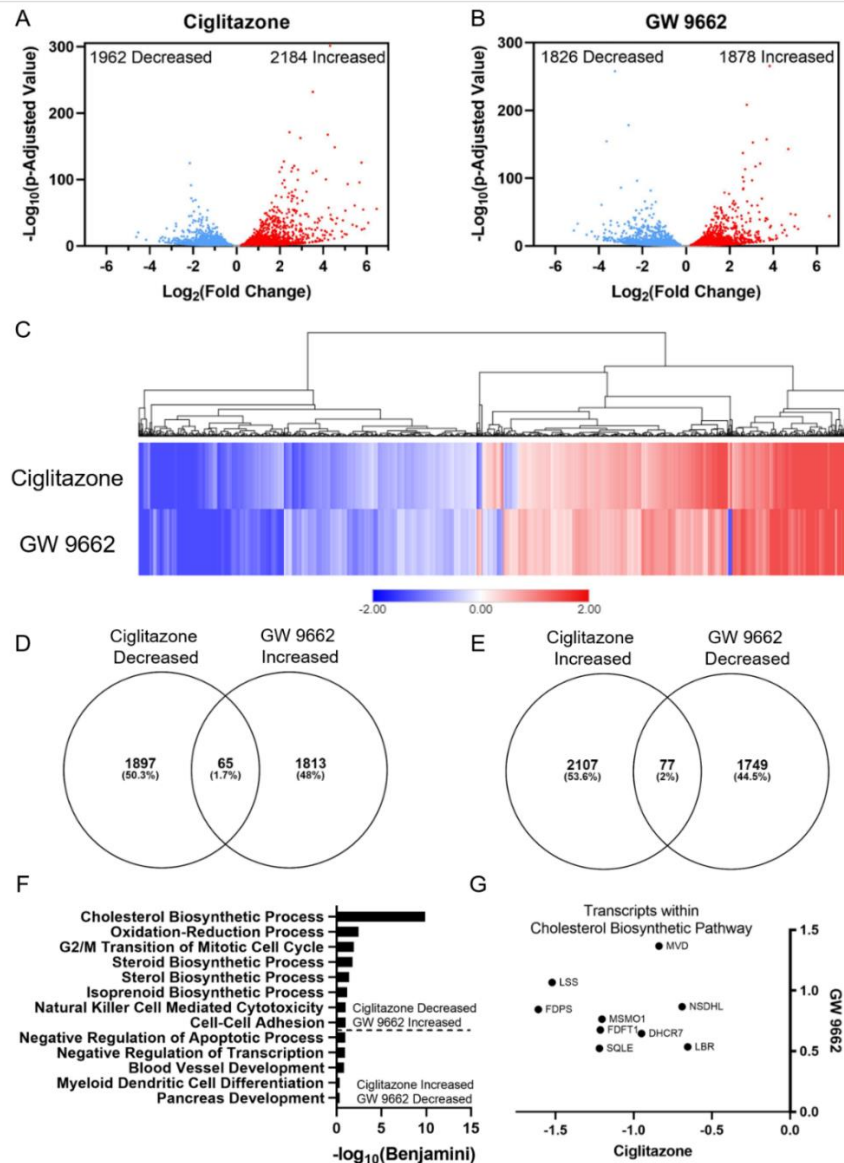 A
Ciglitazone
1962 Decreased
2184 Increased
-Log10(p-Adjusted Value)
300
200
100
0
-6
-4
-2
0
2
4
6
Log2(Fold Change)
B
GW 9662
1826 Decreased
1878 Increased
-Log10(p-Adjusted Value)
300
200
100
0
-6
-4
-2
0
2
4
6
Log2(Fold Change)
C
Ciglitazone
GW 9662
-2.00
0.00
2.00
D
Ciglitazone
Decreased
GW 9662
Increased
1897
(50.3%)
65
(1.7%)
1813
(48%)
E
Ciglitazone
Increased
GW 9662
Decreased
2107
(53.6%)
77
(2%)
1749
(44.5%)
F
Cholesterol Biosynthetic Process
Oxidation-Reduction Process
G2/M Transition of Mitotic Cell Cycle
Steroid Biosynthetic Process
Sterol Biosynthetic Process
Isoprenoid Biosynthetic Process
Natural Killer Cell Mediated Cytotoxicity
Cell-Cell Adhesion
Negative Regulation of Apoptotic Process
Negative Regulation of Transcription
Blood Vessel Development
Myeloid Dendritic Cell Differentiation
Pancreas Development
Ciglitazone Decreased
GW 9662 Increased
Ciglitazone Increased
GW 9662 Decreased
0
5
10
15
-log10(Benjamini)
G
Transcripts within
Cholesterol Biosynthetic Pathway
MVD
LSS
FDPS
NSDHL
MSMO1
FDFT1
DHCR7
SQLE
LBR
1.5
1.0
0.5
0.0
GW 9662
-1.5
-1.0
-0.5
0.0
Ciglitazone